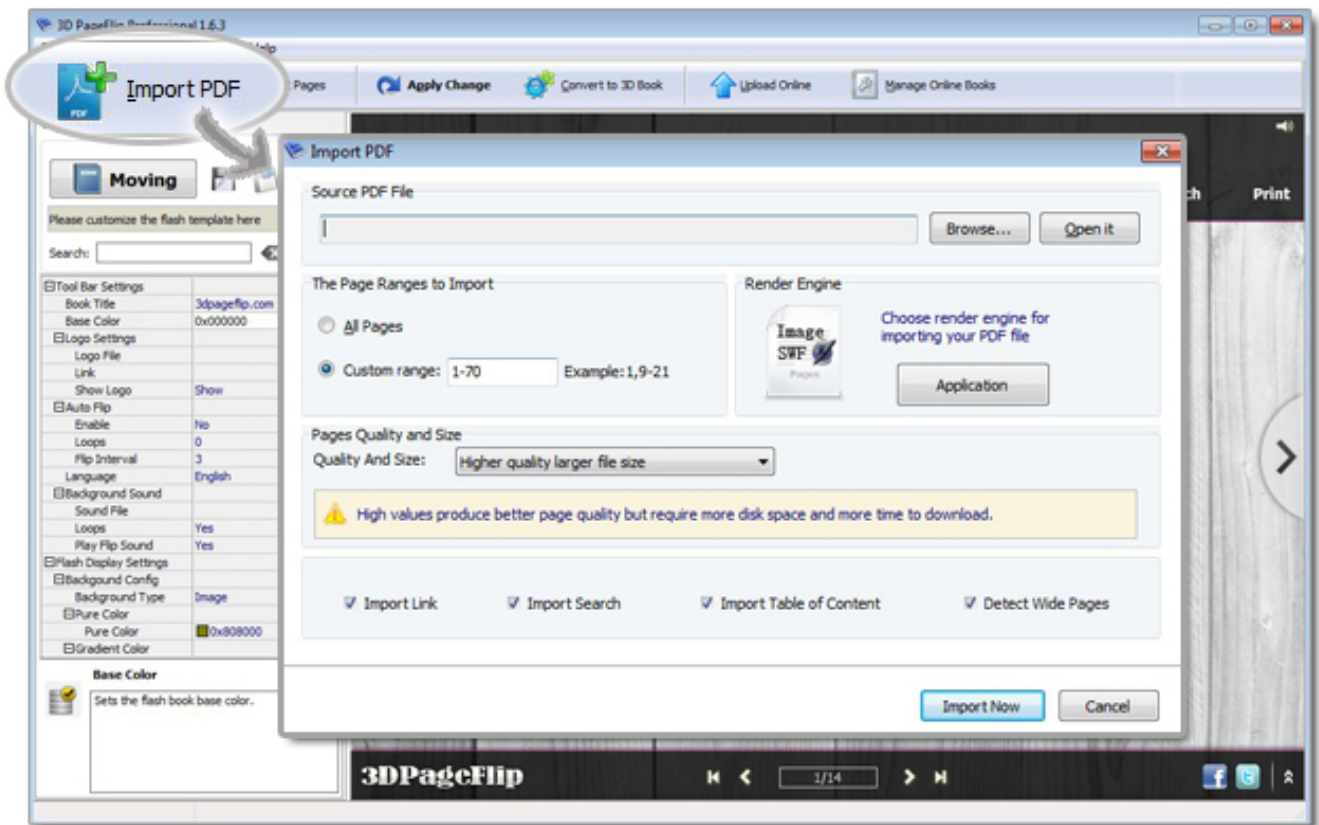 3D PageFlip Professional 1.6.3
Help
Import PDF
PDF
Pages
Apply Change
Convert to 3D Book
Upload Online
Manage Online Books
Moving
Please customize the flash template here
Search:
Tool Bar Settings
Book Title 3dpageflip.com
Base Color 0x000000
Logo Settings
Logo File
Link
Show Logo Show
Auto Flip
Enable No
Loops 0
Flip Interval 3
Language English
Background Sound
Sound File
Loops Yes
Play Flip Sound Yes
Flash Display Settings
Backgound Config
Background Type Image
Pure Color
Pure Color 0x808000
Gradient Color
Base Color
Sets the flash book base color.
Import PDF
Source PDF File
Browse... Open it
The Page Ranges to Import
All Pages
Custom range: 1-70 Example:1,9-21
Render Engine
Image
SWF
Pages
Choose render engine for
importing your PDF file
Application
Pages Quality and Size
Quality And Size: Higher quality larger file size
High values produce better page quality but require more disk space and more time to download.
Import Link Import Search Import Table of Content Detect Wide Pages
Import Now Cancel
Print
3DPageFlip
1/14